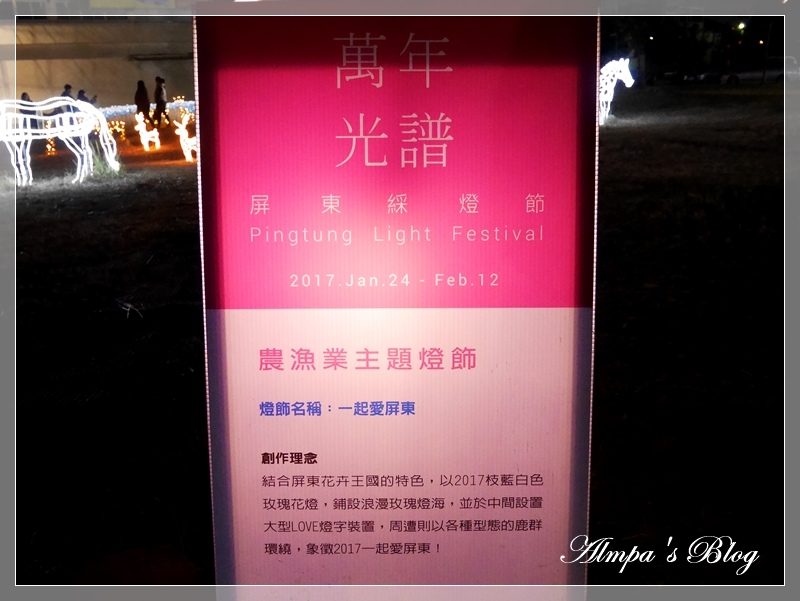 萬年
光譜
屏東綵燈節
Pingtung Light Festival
2017.Jan.24 - Feb.12
農漁業主題燈飾
燈飾名稱：一起愛屏東
創作理念
結合屏東花卉王國的特色，以2017枝藍白色
玫瑰花燈，鋪設浪漫玫瑰燈海，並於中間設置
大型LOVE燈字裝置，周遭則以各種型態的鹿群
環繞，象徵2017一起愛屏東！
Almpa's Blog